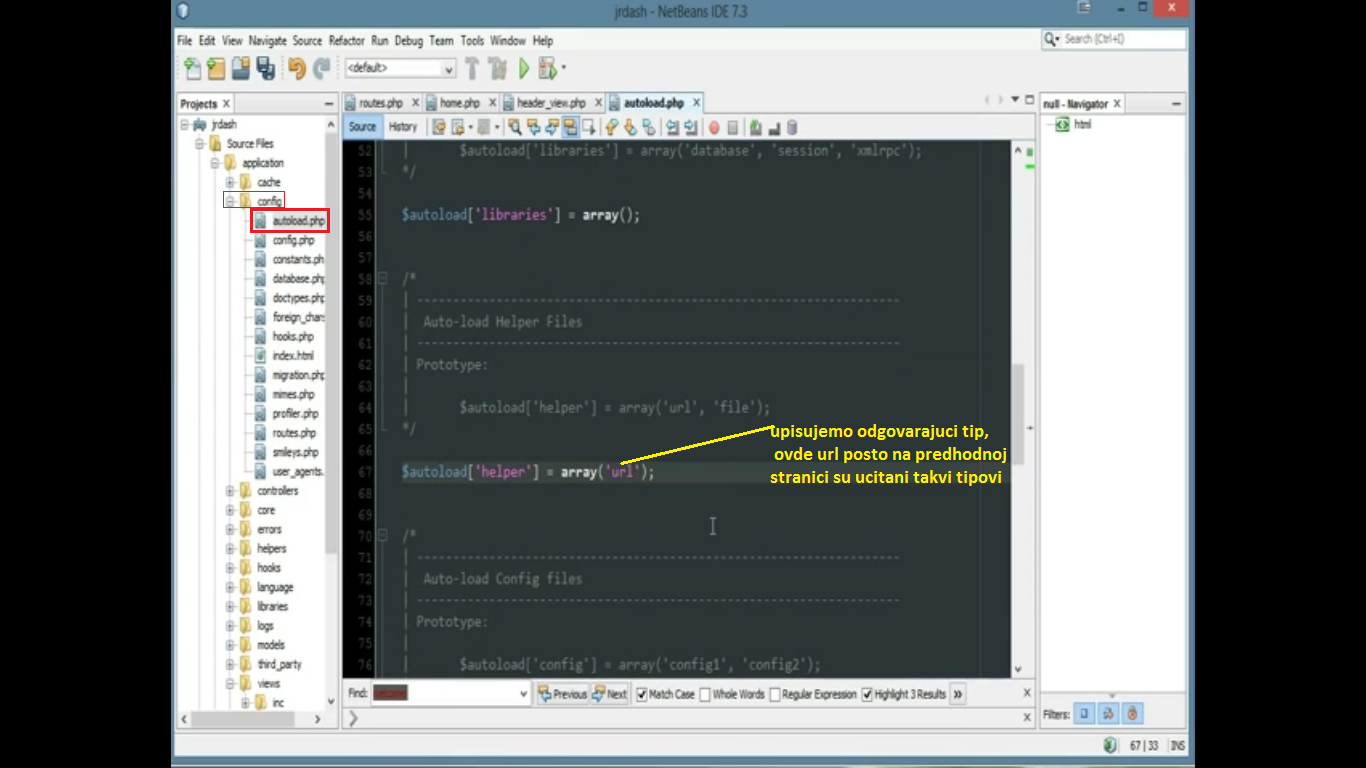 jrdash - NetBeans IDE 7.3
File Edit View Navigate Source Refactor Run Debug Team Tools Window Help
Search (Ctrl+I)
<default>
Projects
routes.php
home.php
header_view.php
autoload.php
null - Navigator
Source History
html
jrdash
Source Files
application
cache
config
autoload.php
config.php
constants.ph
database.php
doctypes.php
foreign_chars
hooks.php
index.html
migration.php
mimes.php
profiler.php
routes.php
smileys.php
user_agents.
controllers
core
errors
helpers
hooks
language
libraries
logs
models
third_party
views
inc
52 | $autoload['libraries'] = array('database', 'session', 'xmlrpc');
53 */
54
55 $autoload['libraries'] = array();
56
57
58 /*
59 | -------------------------------------------------------------------
60 | Auto-load Helper Files
61 | -------------------------------------------------------------------
62 | Prototype:
63 |
64 | $autoload['helper'] = array('url', 'file');
65 */
66
67 $autoload['helper'] = array('url');
68
69
70 /*
71 | -------------------------------------------------------------------
72 | Auto-load Config files
73 | -------------------------------------------------------------------
74 | Prototype:
75 |
76 | $autoload['config'] = array('config1', 'config2');
upisujemo odgovarajuci tip,
ovde url posto na predhodnoj
stranici su ucitani takvi tipovi
Find: Previous Next Match Case Whole Words Regular Expression Highlight 3 Results
Filters:
67 | 33 INS